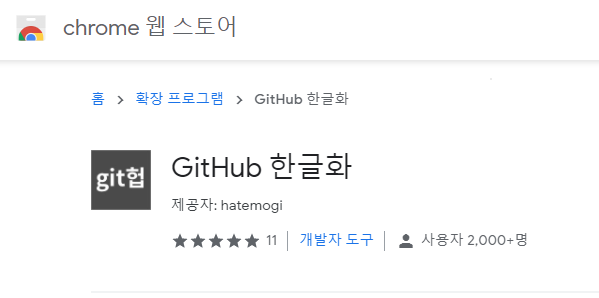 chrome 웹 스토어
홈 > 확장 프로그램 > GitHub 한글화
git헙
GitHub 한글화
제공자: hatemogi
★★★★★ 11 | 개발자 도구 | 사용자 2,000+명